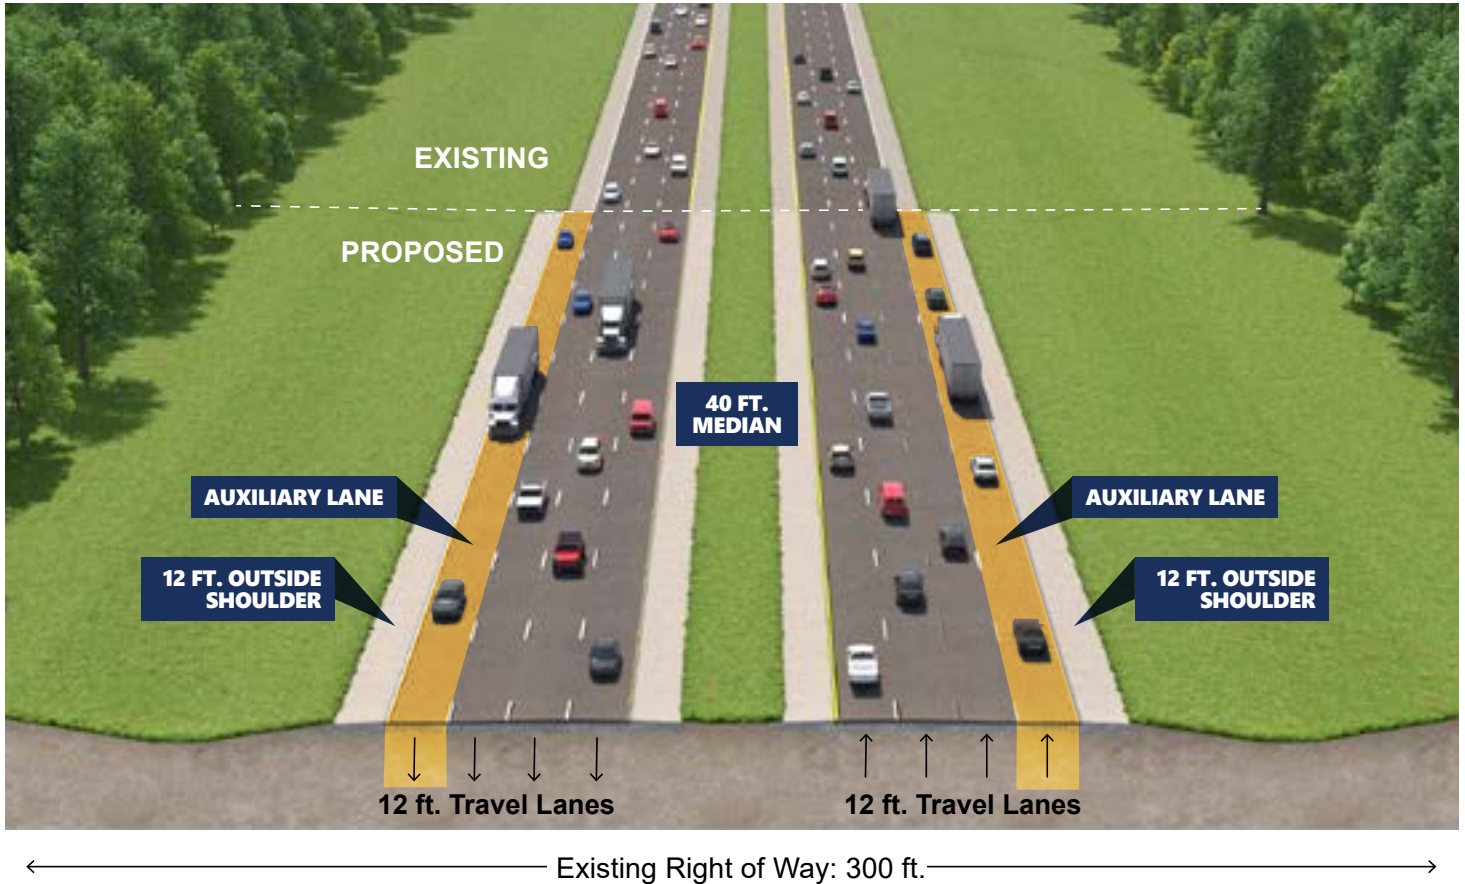 EXISTING
PROPOSED
40 FT.
MEDIAN
AUXILIARY LANE
AUXILIARY LANE
12 FT. OUTSIDE
SHOULDER
12 FT. OUTSIDE
SHOULDER
12 ft. Travel Lanes
12 ft. Travel Lanes
Existing Right of Way: 300 ft.